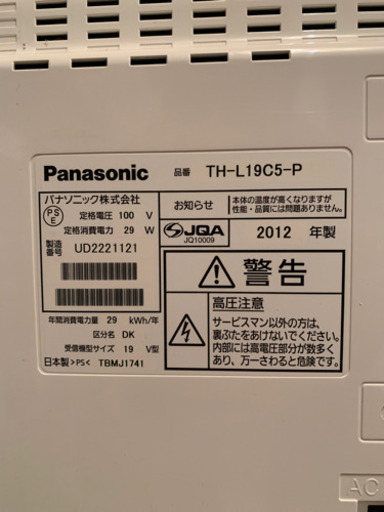 Panasonic 品番 TH-L19C5-P
パナソニック株式会社
PS E 定格電圧 100 V
定格消費電力 29 W
製造番号 UD2221121
お知らせ 本体の温度が高くなりますが
性能・品質には問題ありません。
JQA
JQ10009
2012 年製
警告
高圧注意
サービスマン以外の方は、
裏ぶたをあけないでください。
内部には高電圧部分が数多く
あり、万一さわると危険です。
年間消費電力量 29 kWh/年
区分名 DK
受信機型サイズ 19 V型
日本製 >PS< TBMJ1741
AC